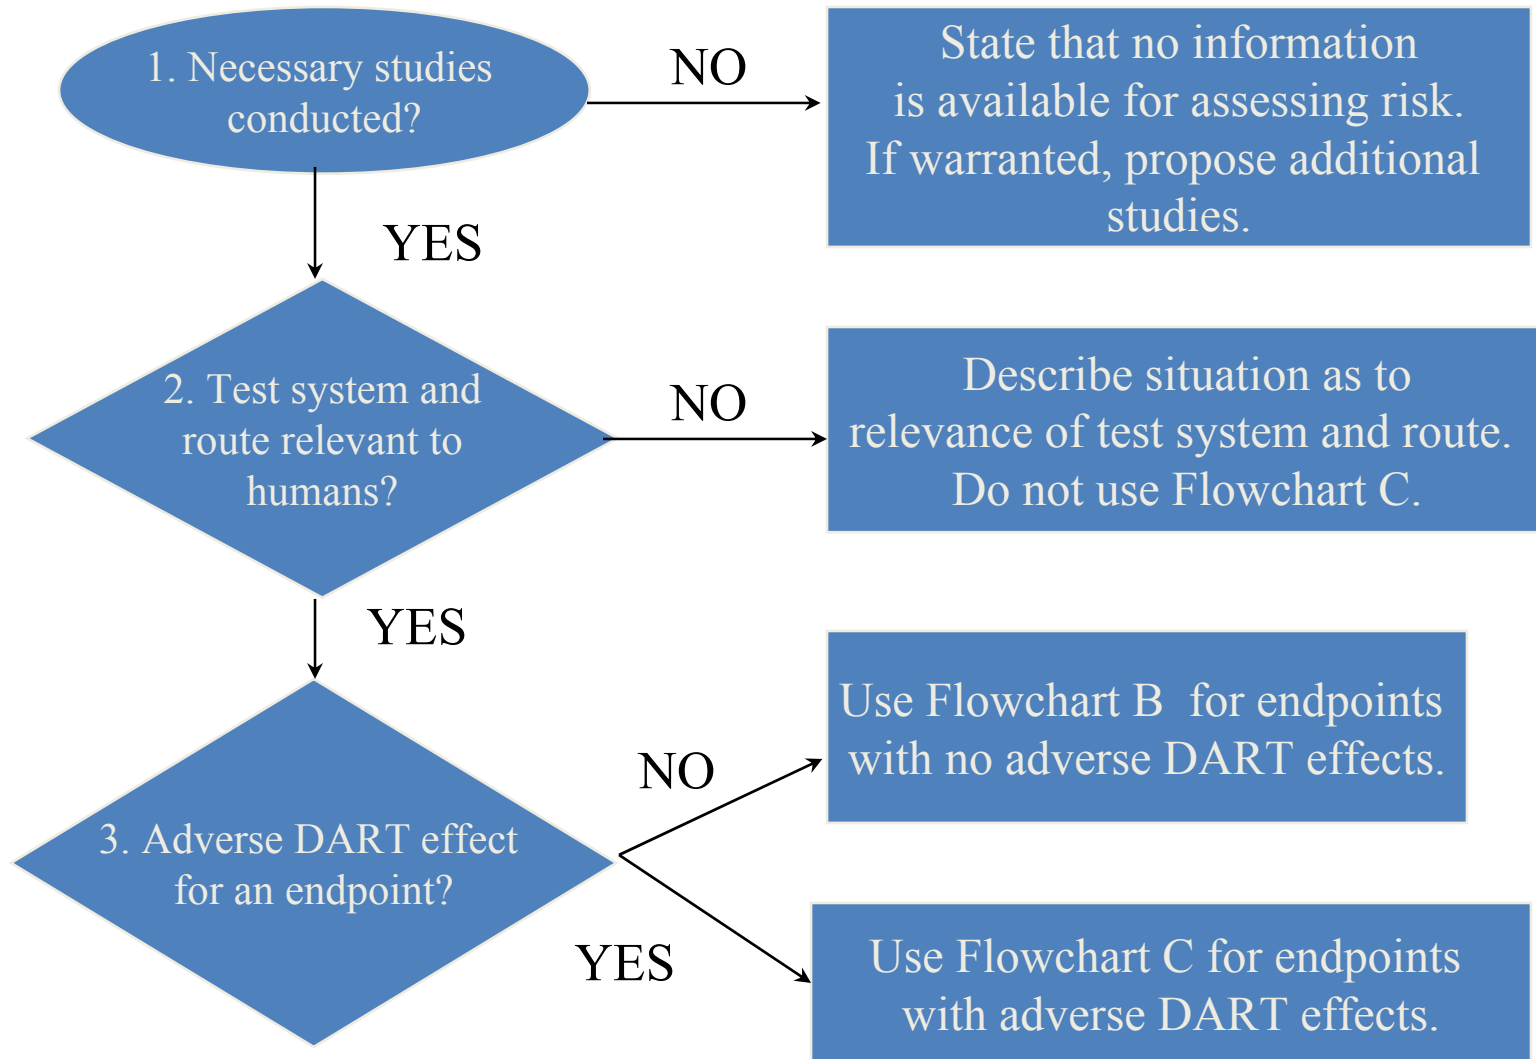 1. Necessary studies
conducted?
NO
State that no information
is available for assessing risk.
If warranted, propose additional
studies.
YES
2. Test system and
route relevant to
humans?
NO
Describe situation as to
relevance of test system and route.
Do not use Flowchart C.
YES
3. Adverse DART effect
for an endpoint?
NO
Use Flowchart B for endpoints
with no adverse DART effects.
YES
Use Flowchart C for endpoints
with adverse DART effects.